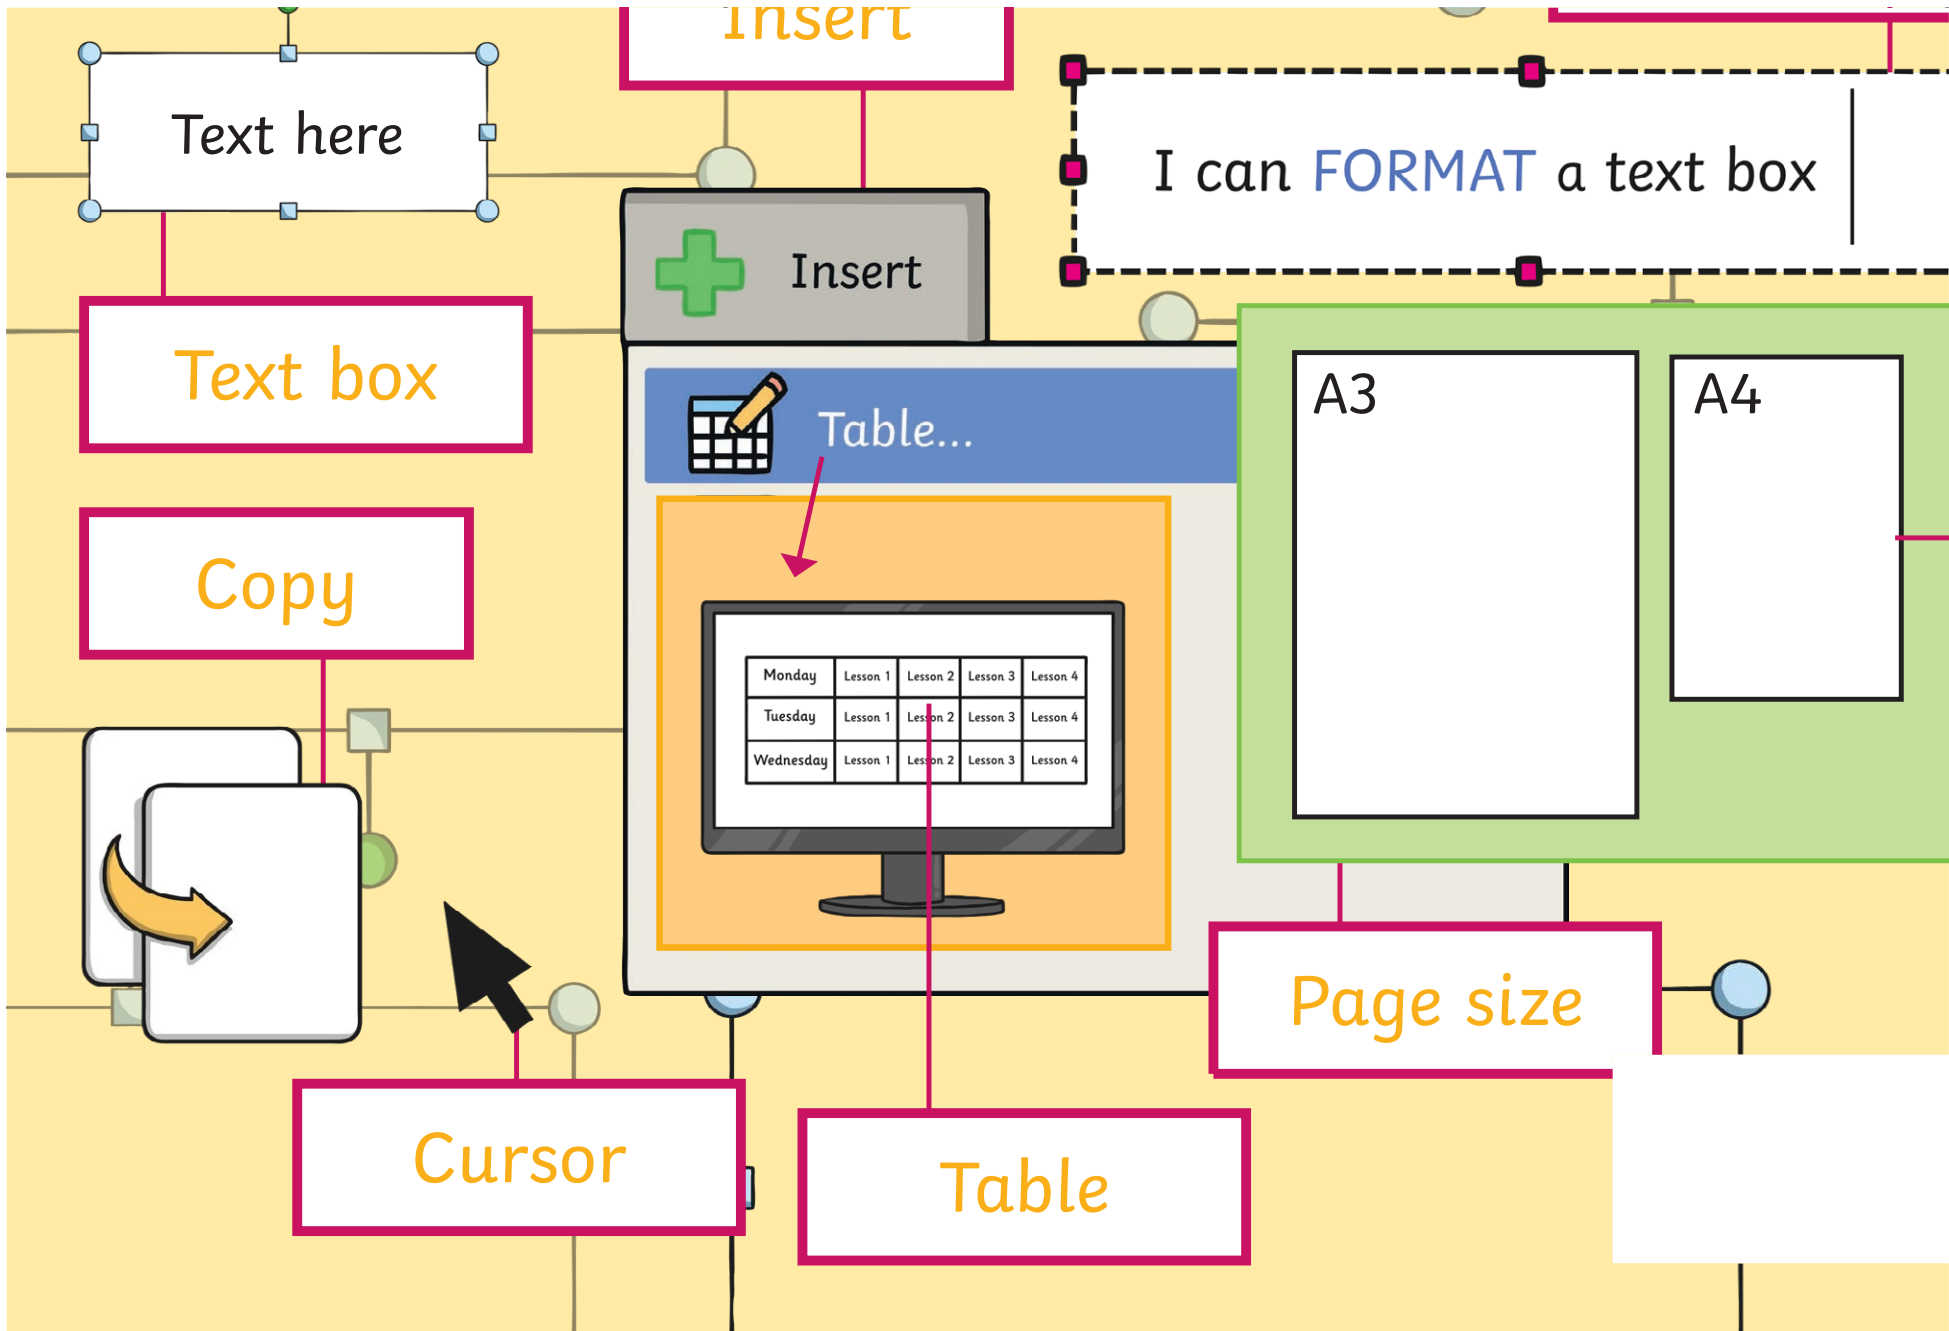 Insert
Text here
I can FORMAT a text box
Insert
Text box
A3
A4
Table...
Copy
Monday Lesson 1 Lesson 2 Lesson 3 Lesson 4
Tuesday Lesson 1 Lesson 2 Lesson 3 Lesson 4
Wednesday Lesson 1 Lesson 2 Lesson 3 Lesson 4
Page size
Cursor
Table